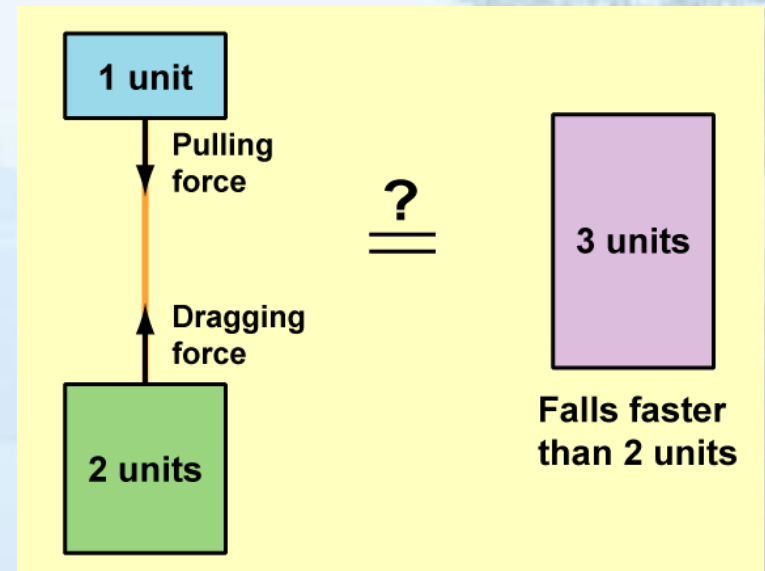 1 unit
Pulling
force
?
3 units
Dragging
force
Falls faster
than 2 units
2 units